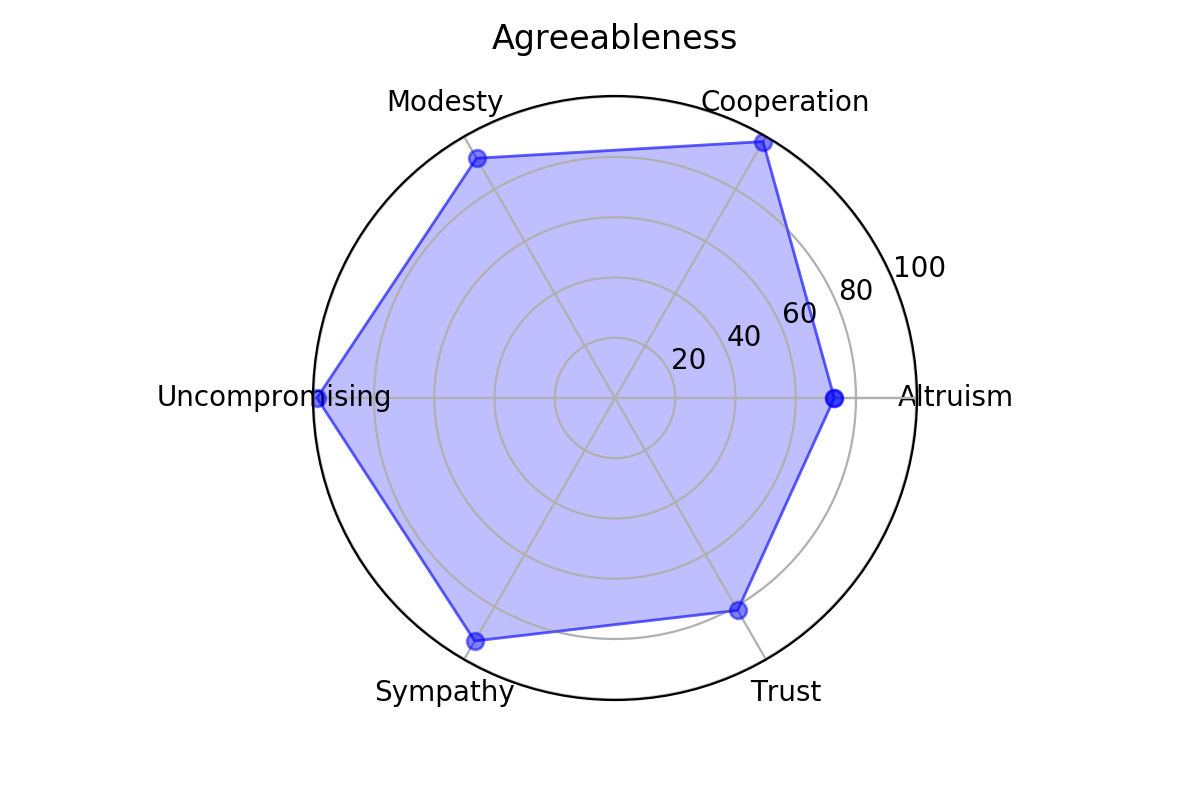 Agreeableness
Modesty
Cooperation
100
80
60
40
20
Uncompromising
Altruism
Sympathy
Trust